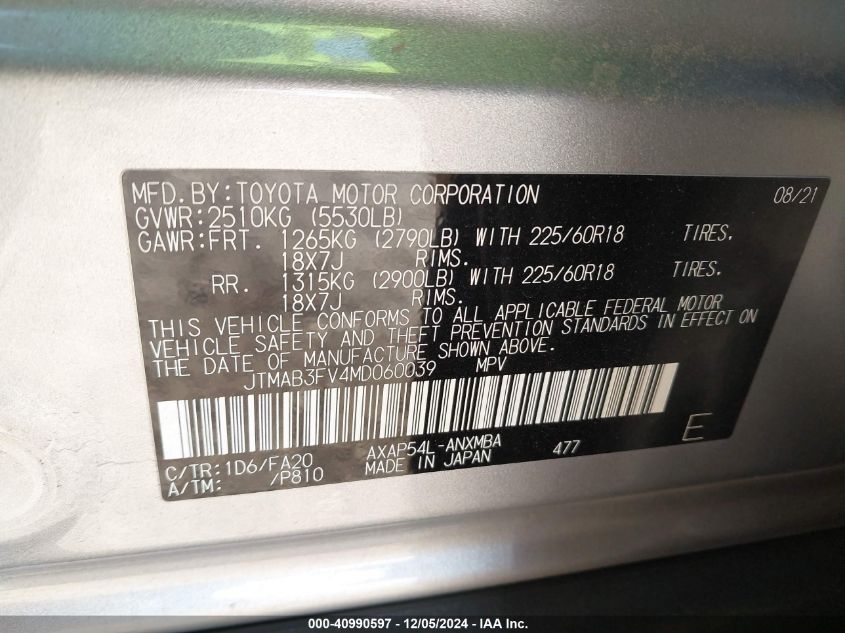 MFD.BY:TOYOTA MOTOR CORPORATION 08/21
GVWR:2510KG (5530LB)
GAWR:FRT. 1265KG (2790LB) WITH 225/60R18 TIRES.
18X7J RIMS.
RR. 1315KG (2900LB) WITH 225/60R18 TIRES.
18X7J RIMS.
THIS VEHICLE CONFORMS TO ALL APPLICABLE FEDERAL MOTOR
VEHICLE SAFETY AND THEFT PREVENTION STANDARDS IN EFFECT ON
THE DATE OF MANUFACTURE SHOWN ABOVE.
JTMAB3FV4MD060039 MPV
E
C/TR:1D6/FA20 AXAP54L-ANXMBA 477
A/TM: /P810 MADE IN JAPAN
000-40990597 - 12/05/2024 - IAA Inc.